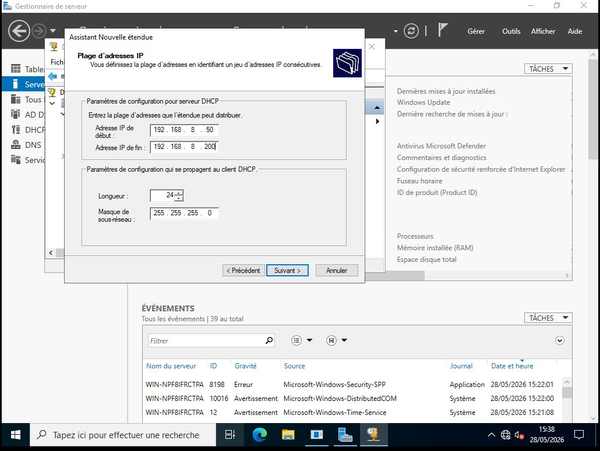 Gestionnaire de serveur
Gérer Outils Afficher Aide
Assistant Nouvelle étendue
Plage d'adresses IP
Vous définissez la plage d'adresses en identifiant un jeu d'adresses IP consécutives.
Paramètres de configuration pour serveur DHCP
Entrez la plage d'adresses que l'étendue peut distribuer.
Adresse IP de début : 192 . 168 . 8 . 50
Adresse IP de fin : 192 . 168 . 8 . 200
Paramètres de configuration qui se propagent au client DHCP.
Longueur : 24
Masque de sous-réseau : 255 . 255 . 255 . 0
< Précédent Suivant > Annuler
TÂCHES
Dernières mises à jour installées
Windows Update
Dernière recherche de mises à jour :
Antivirus Microsoft Defender
Commentaires et diagnostics
Configuration de sécurité renforcée d'Internet Explorer
Fuseau horaire
ID de produit (Product ID)
Processeurs
Mémoire installée (RAM)
Espace disque total
ÉVÉNEMENTS
Tous les événements | 39 au total
TÂCHES
Filtrer
Nom du serveur ID Gravité Source Journal Date et heure
WIN-NPF8IFRCTPA 8198 Erreur Microsoft-Windows-Security-SPP Application 28/05/2026 15:22:01
WIN-NPF8IFRCTPA 10016 Avertissement Microsoft-Windows-DistributedCOM Système 28/05/2026 15:22:00
WIN-NPF8IFRCTPA 12 Avertissement Microsoft-Windows-Time-Service Système 28/05/2026 15:21:08
Tapez ici pour effectuer une recherche
15:38
28/05/2026